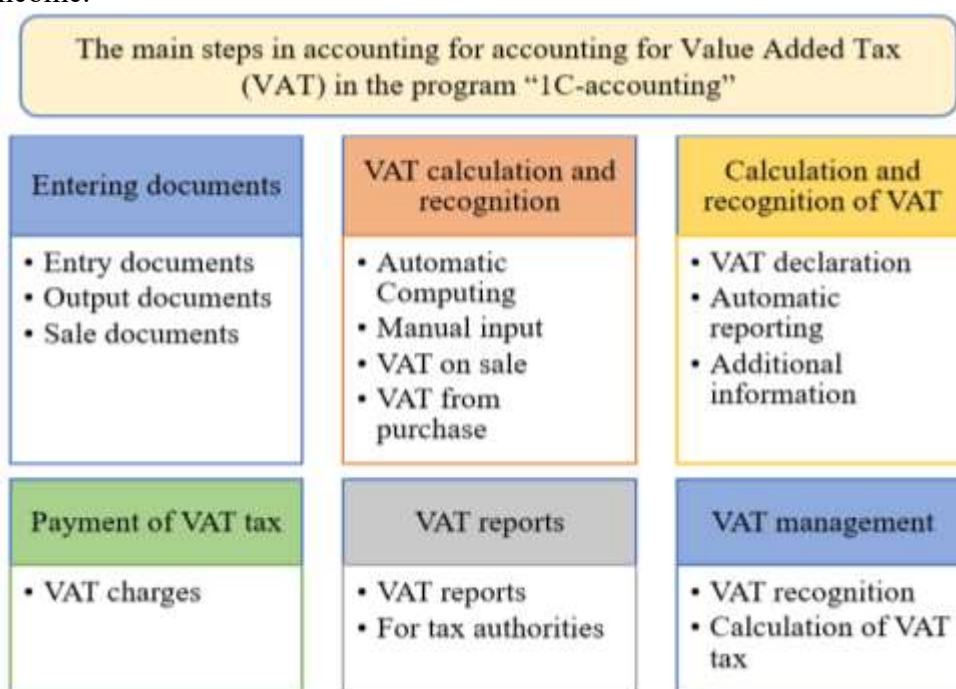 The main steps in accounting for accounting for Value Added Tax
(VAT) in the program “1C-accounting”
Entering documents
• Entry documents
• Output documents
• Sale documents
VAT calculation and
recognition
• Automatic
Computing
• Manual input
• VAT on sale
• VAT from
purchase
Calculation and
recognition of VAT
• VAT declaration
• Automatic
reporting
• Additional
information
Payment of VAT tax
• VAT charges
VAT reports
• VAT reports
• For tax authorities
VAT management
• VAT recognition
• Calculation of VAT
tax